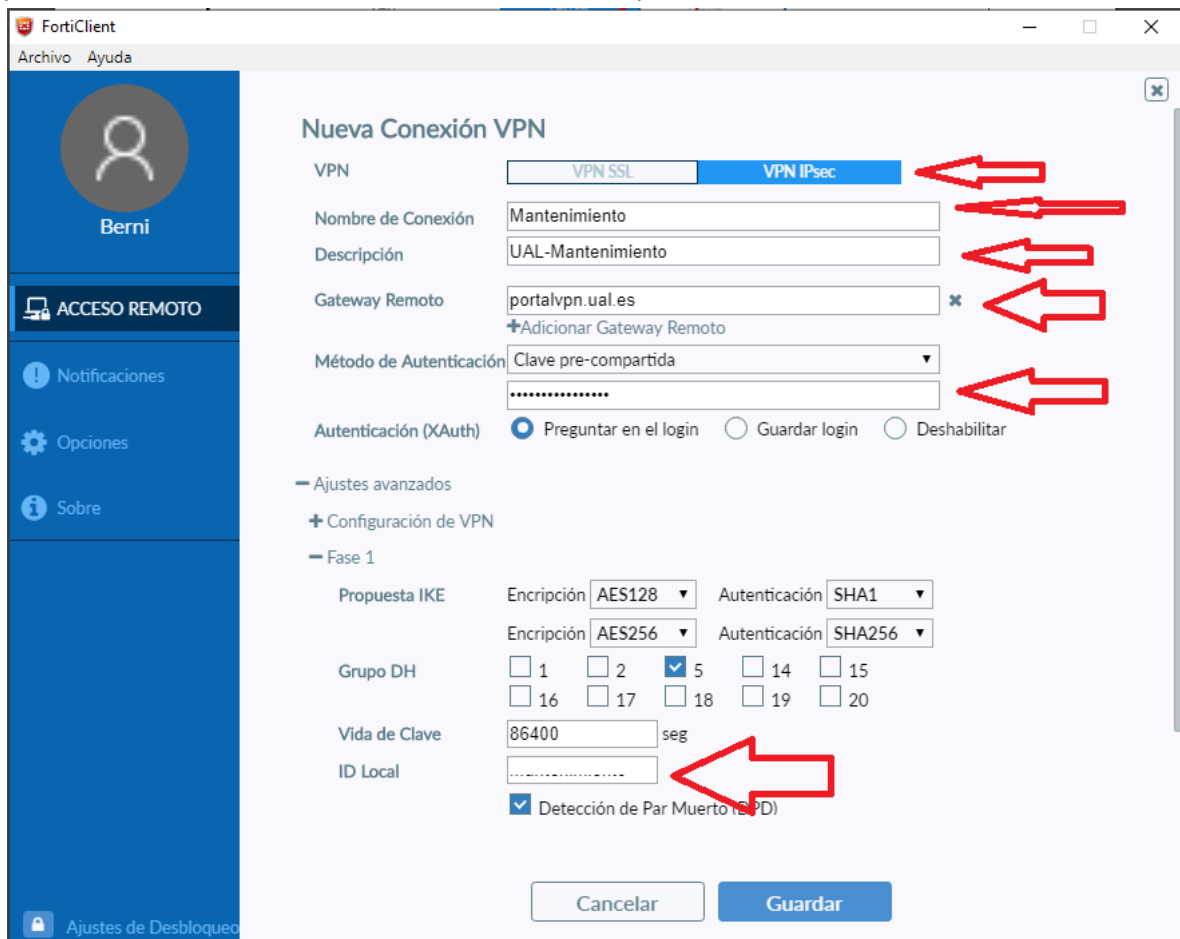 FortiClient
Archivo Ayuda
Nueva Conexión VPN
VPN VPN SSL VPN IPsec
Berni
Nombre de Conexión Mantenimiento
Descripción UAL-Mantenimiento
ACCESO REMOTO
Gateway Remoto portalvpn.ual.es
+Adicionar Gateway Remoto
Método de Autenticación Clave pre-compartida
••••••••••••••••
Notificaciones
Autenticación (XAuth) Preguntar en el login Guardar login Deshabilitar
Opciones
Ajustes avanzados
Sobre
Configuración de VPN
Fase 1
Propuesta IKE Encripción AES128 Autenticación SHA1
Encripción AES256 Autenticación SHA256
Grupo DH 1 2 5 14 15
16 17 18 19 20
Vida de Clave 86400 seg
ID Local
Detección de Par Muerto (DPD)
Cancelar Guardar
Ajustes de Desbloqueo